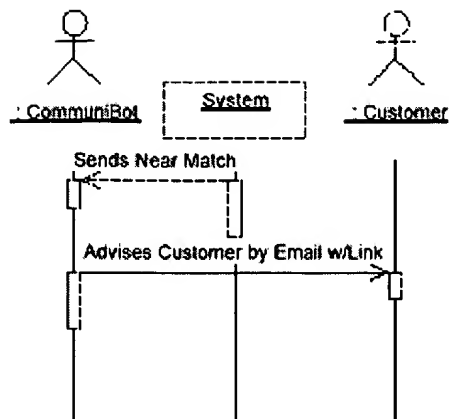 System
: CommuniBot
: Customer
Sends Near Match
Advises Customer by Email w/Link